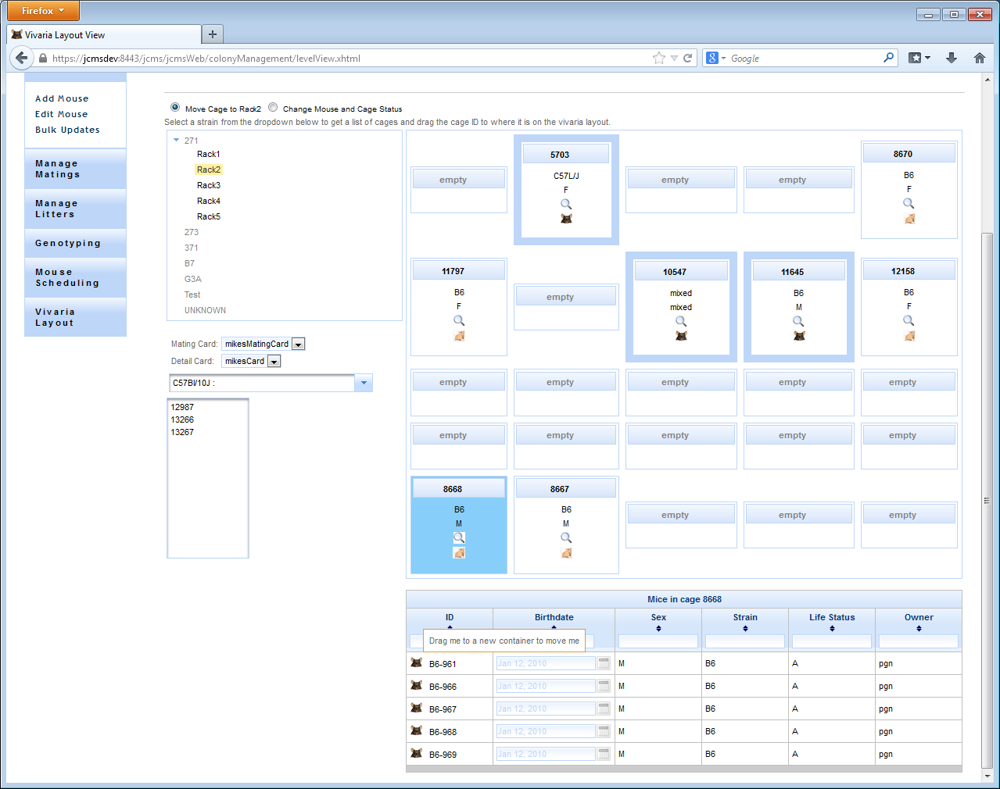 Firefox
Vivaria Layout View
https://jcmsdev:8443/jcms/jcmsWeb/colonyManagement/levelView.xhtml
Google
Add Mouse
Edit Mouse
Bulk Updates
Manage Matings
Manage Litters
Genotyping
Mouse Scheduling
Vivaria Layout
Move Cage to Rack2 Change Mouse and Cage Status
Select a strain from the dropdown below to get a list of cages and drag the cage ID to where it is on the vivaria layout.
271
Rack1
Rack2
Rack3
Rack4
Rack5
273
371
B7
G3A
Test
UNKNOWN
Mating Card: mikesMatingCard
Detail Card: mikesCard
C57Bl/10J :
12987
13266
13267
empty
5703
C57L/J
F
empty
empty
8670
B6
F
11797
B6
F
empty
10547
mixed
mixed
11645
B6
M
12158
B6
F
empty empty empty empty empty
empty empty empty empty empty
8668
B6
M
8667
B6
M
empty empty empty
Mice in cage 8668
ID Birthdate Sex Strain Life Status Owner
Drag me to a new container to move me
B6-961 Jan 12, 2010 M B6 A pgn
B6-966 Jan 12, 2010 M B6 A pgn
B6-967 Jan 12, 2010 M B6 A pgn
B6-968 Jan 12, 2010 M B6 A pgn
B6-969 Jan 12, 2010 M B6 A pgn